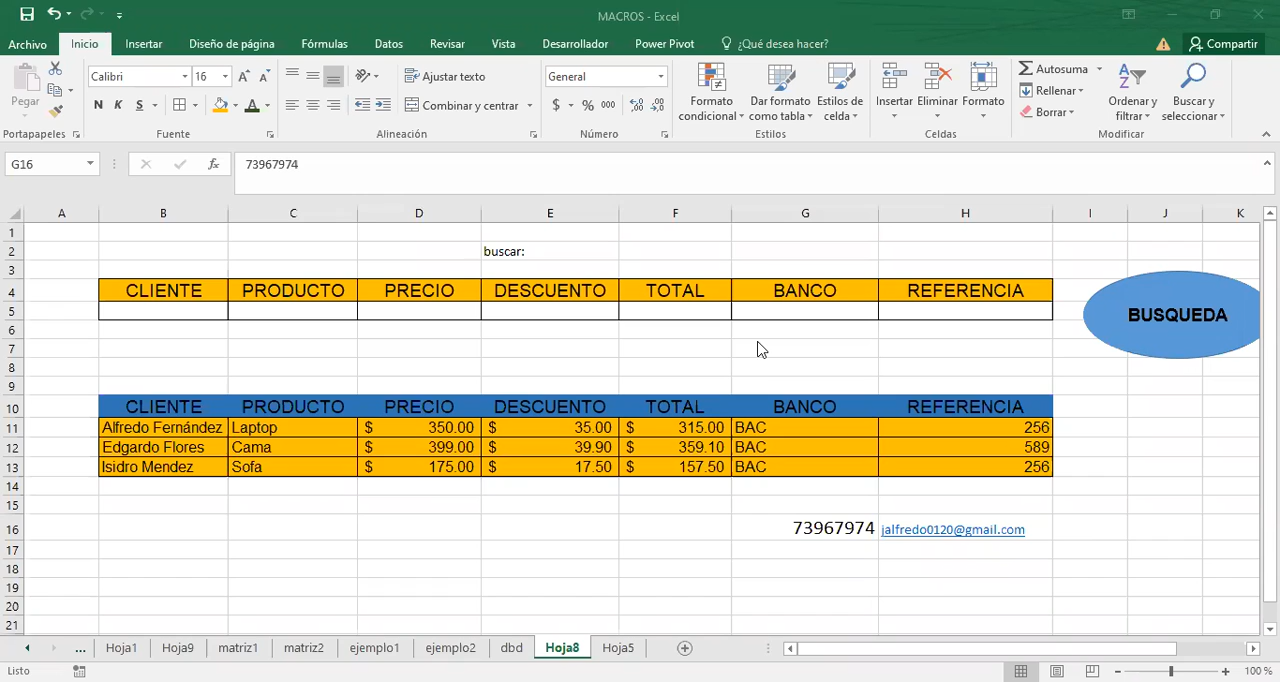 MACROS - Excel
Archivo Inicio Insertar Diseño de página Fórmulas Datos Revisar Vista Desarrollador Power Pivot ¿Qué desea hacer? Compartir
Pegar
Calibri 16
N K S
Ajustar texto
Combinar y centrar
General
$ % 000
Formato condicional
Dar formato como tabla
Estilos de celda
Insertar Eliminar Formato
Autosuma
Rellenar
Borrar
Ordenar y filtrar
Buscar y seleccionar
Portapapeles Fuente Alineación Número Estilos Celdas Modificar
G16 fx 73967974
A B C D E F G H I J K
1
2 buscar:
3
4 CLIENTE PRODUCTO PRECIO DESCUENTO TOTAL BANCO REFERENCIA
BUSQUEDA
5
6
7
8
9
10 CLIENTE PRODUCTO PRECIO DESCUENTO TOTAL BANCO REFERENCIA
11 Alfredo Fernández Laptop $ 350.00 $ 35.00 $ 315.00 BAC 256
12 Edgardo Flores Cama $ 399.00 $ 39.90 $ 359.10 BAC 589
13 Isidro Mendez Sofa $ 175.00 $ 17.50 $ 157.50 BAC 256
14
15
16 73967974 jalfredo0120@gmail.com
17
18
19
20
21
... Hoja1 Hoja9 matriz1 matriz2 ejemplo1 ejemplo2 dbd Hoja8 Hoja5
Listo 100 %